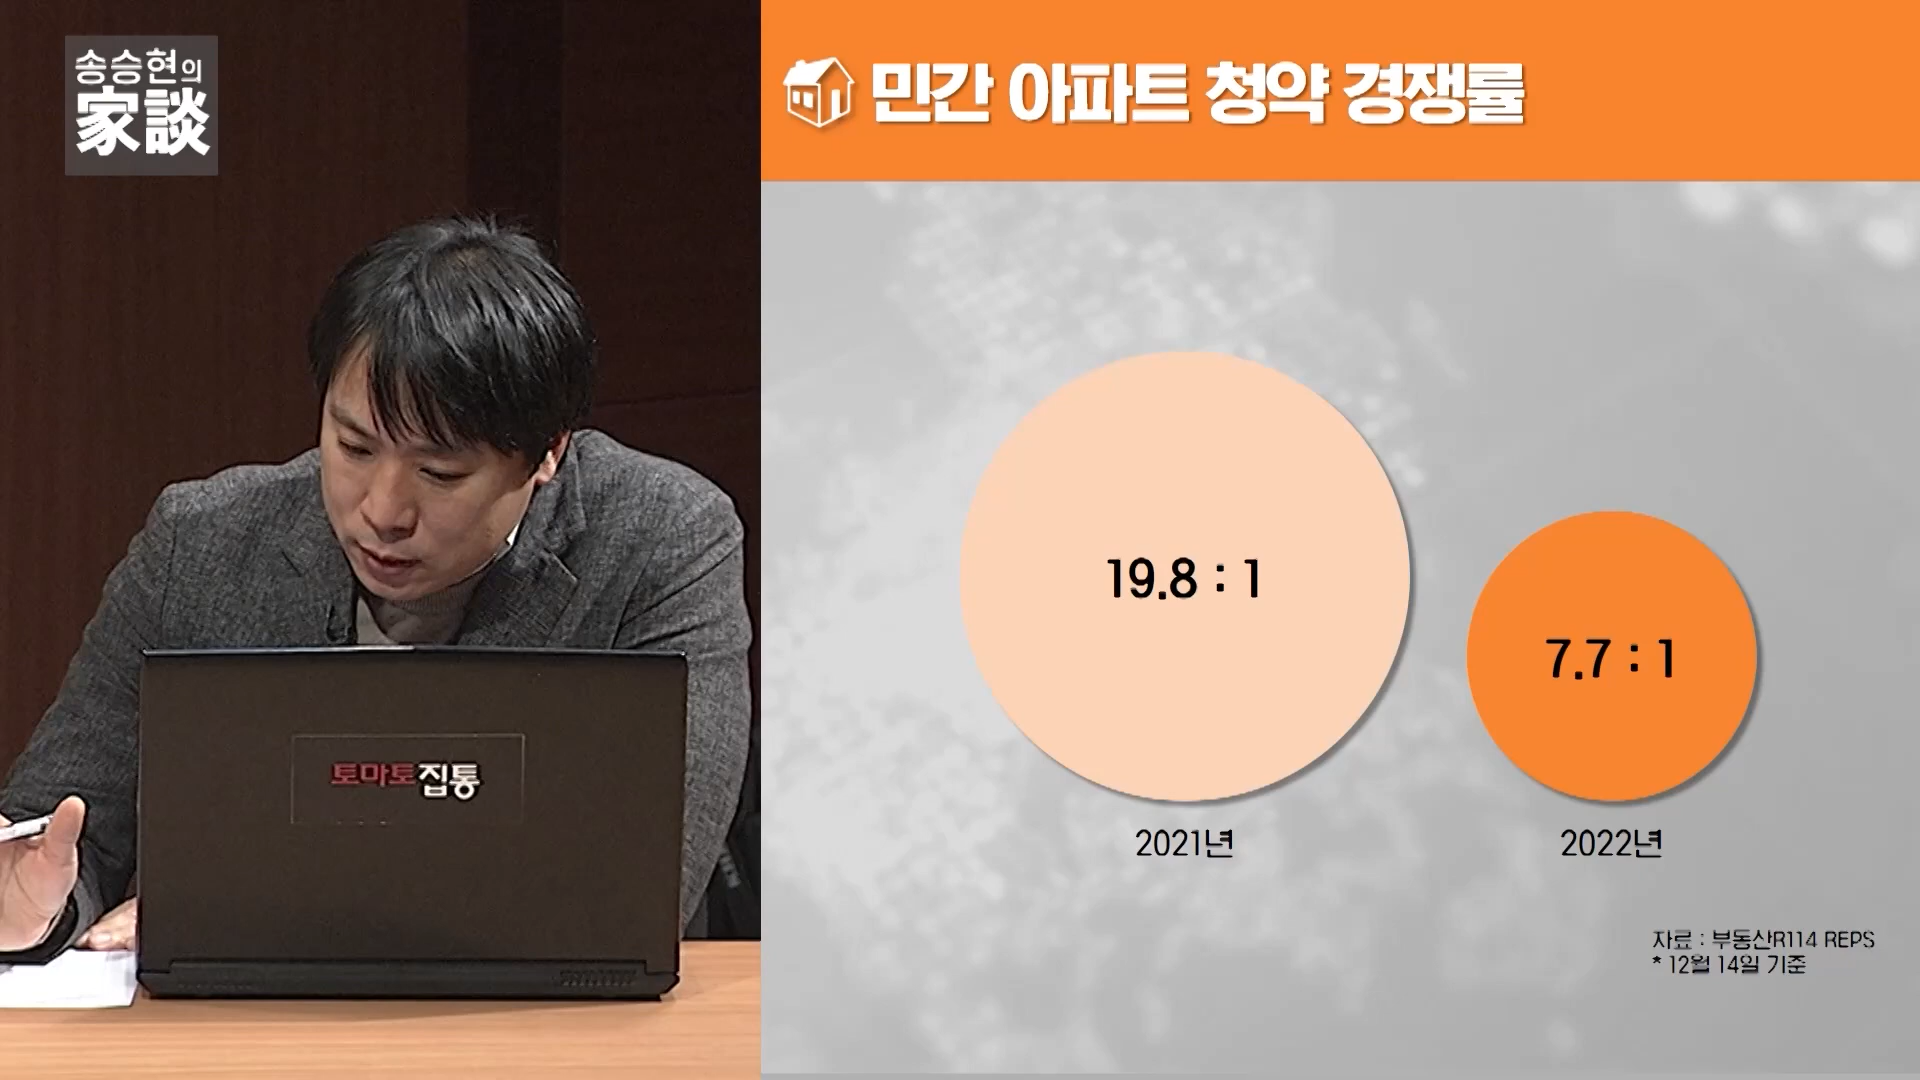 송승현의
家談
민간 아파트 청약 경쟁률
19.8 : 1
7.7 : 1
2021년
2022년
자료 : 부동산R114 REPS
* 12월 14일 기준
토마토집통